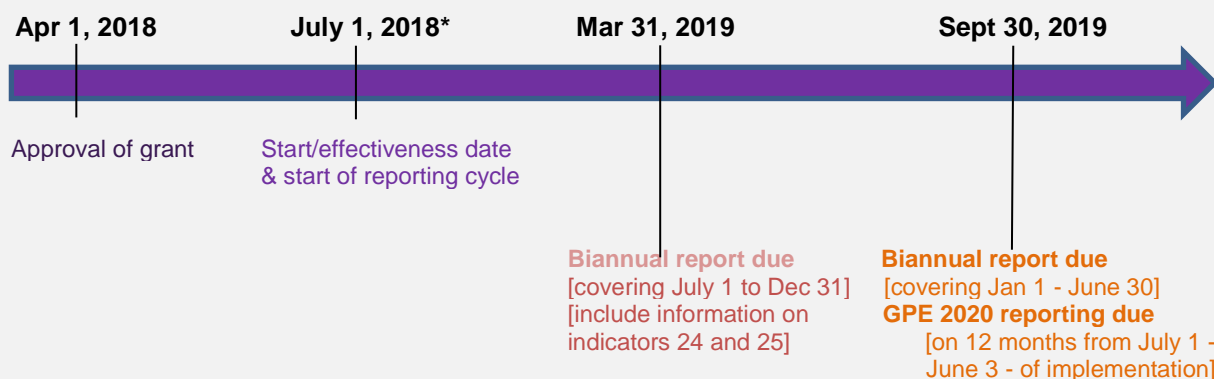 Apr 1, 2018
July 1, 2018*
Mar 31, 2019
Sept 30, 2019
Approval of grant
Start/effectiveness date
& start of reporting cycle
Biannual report due
[covering July 1 to Dec 31]
[include information on
indicators 24 and 25]
Biannual report due
[covering Jan 1 - June 30]
GPE 2020 reporting due
[on 12 months from July 1 -
June 3 - of implementation]